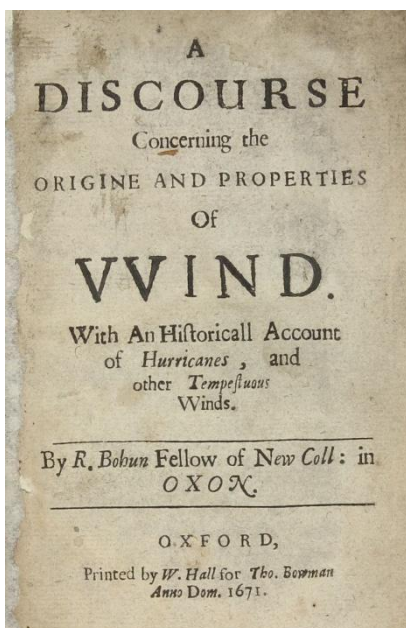 A
DISCOURSE
Concerning the
ORIGINE AND PROPERTIES
Of
VVIND.
With An Hiſtoricall Account
of Hurricanes, and
other Tempeſtuous
Winds.
By R. Bohun Fellow of New Coll: in
OXON.
OXFORD,
Printed by W. Hall for Tho. Bowman
Anno Dom. 1671.